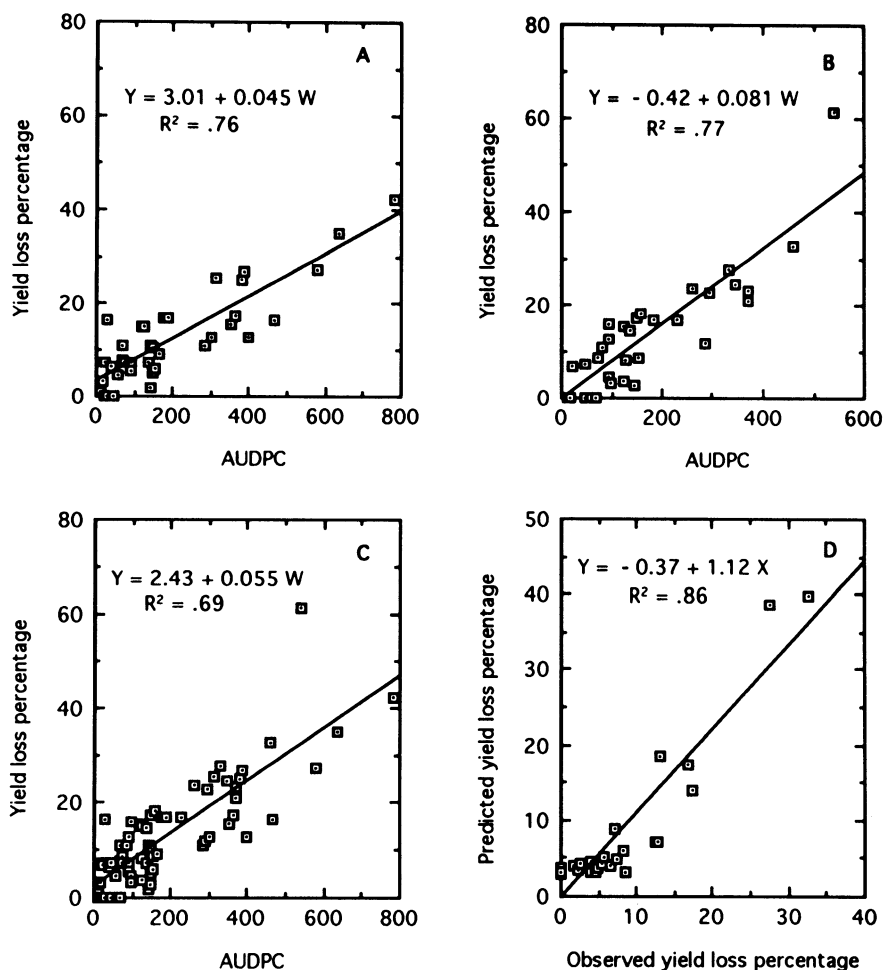 80
60
40
20
0
0
200
400
600
800
Yield loss percentage
AUDPC
A
Y = 3.01 + 0.045 W
R² = .76
80
60
40
20
0
0
200
400
600
Yield loss percentage
AUDPC
B
Y = - 0.42 + 0.081 W
R² = .77
80
60
40
20
0
0
200
400
600
800
Yield loss percentage
AUDPC
C
Y = 2.43 + 0.055 W
R² = .69
50
40
30
20
10
0
0
10
20
30
40
Predicted yield loss percentage
Observed yield loss percentage
D
Y = - 0.37 + 1.12 X
R² = .86